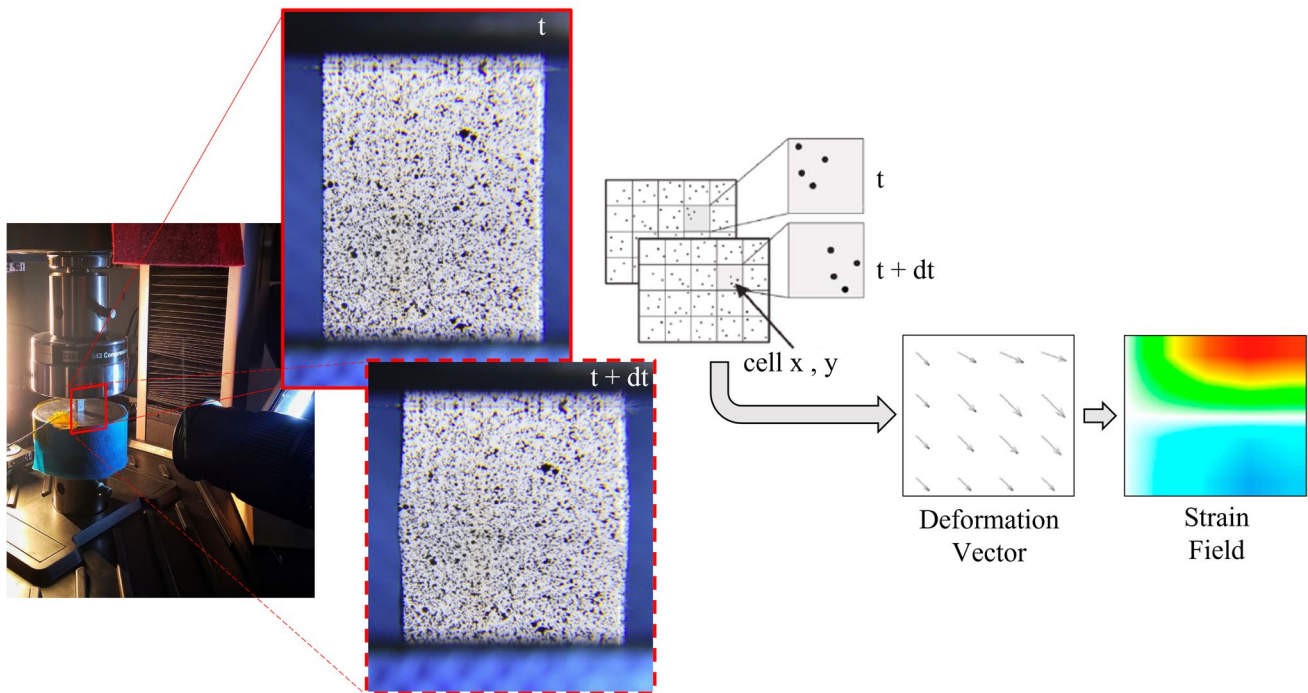 t
t + dt
t
t + dt
cell x , y
Deformation
Vector
Strain
Field